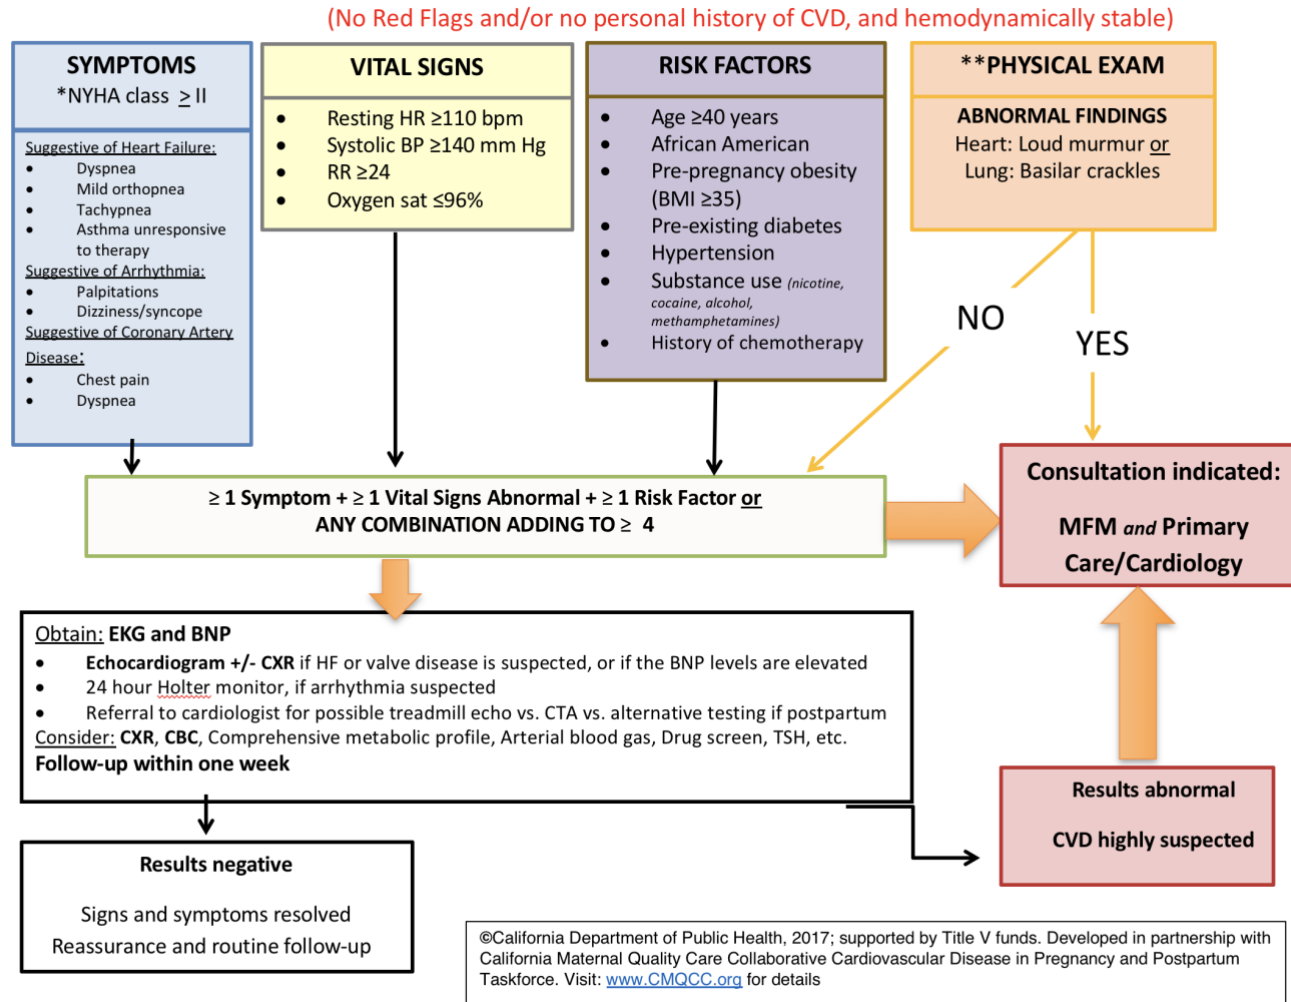 (No Red Flags and/or no personal history of CVD, and hemodynamically stable)
SYMPTOMS
*NYHA class ≥ II
Suggestive of Heart Failure:
• Dyspnea
• Mild orthopnea
• Tachypnea
• Asthma unresponsive
to therapy
Suggestive of Arrhythmia:
• Palpitations
• Dizziness/syncope
Suggestive of Coronary Artery
Disease:
• Chest pain
• Dyspnea
VITAL SIGNS
• Resting HR ≥110 bpm
• Systolic BP ≥140 mm Hg
• RR ≥24
• Oxygen sat ≤96%
RISK FACTORS
• Age ≥40 years
• African American
• Pre-pregnancy obesity
(BMI ≥35)
• Pre-existing diabetes
• Hypertension
• Substance use (nicotine,
cocaine, alcohol,
methamphetamines)
• History of chemotherapy
**PHYSICAL EXAM
ABNORMAL FINDINGS
Heart: Loud murmur or
Lung: Basilar crackles
NO
YES
≥ 1 Symptom + ≥ 1 Vital Signs Abnormal + ≥ 1 Risk Factor or
ANY COMBINATION ADDING TO ≥ 4
Consultation indicated:
MFM and Primary
Care/Cardiology
Obtain: EKG and BNP
• Echocardiogram +/- CXR if HF or valve disease is suspected, or if the BNP levels are elevated
• 24 hour Holter monitor, if arrhythmia suspected
• Referral to cardiologist for possible treadmill echo vs. CTA vs. alternative testing if postpartum
Consider: CXR, CBC, Comprehensive metabolic profile, Arterial blood gas, Drug screen, TSH, etc.
Follow-up within one week
Results abnormal
CVD highly suspected
Results negative
Signs and symptoms resolved
Reassurance and routine follow-up
©California Department of Public Health, 2017; supported by Title V funds. Developed in partnership with
California Maternal Quality Care Collaborative Cardiovascular Disease in Pregnancy and Postpartum
Taskforce. Visit: www.CMQCC.org for details